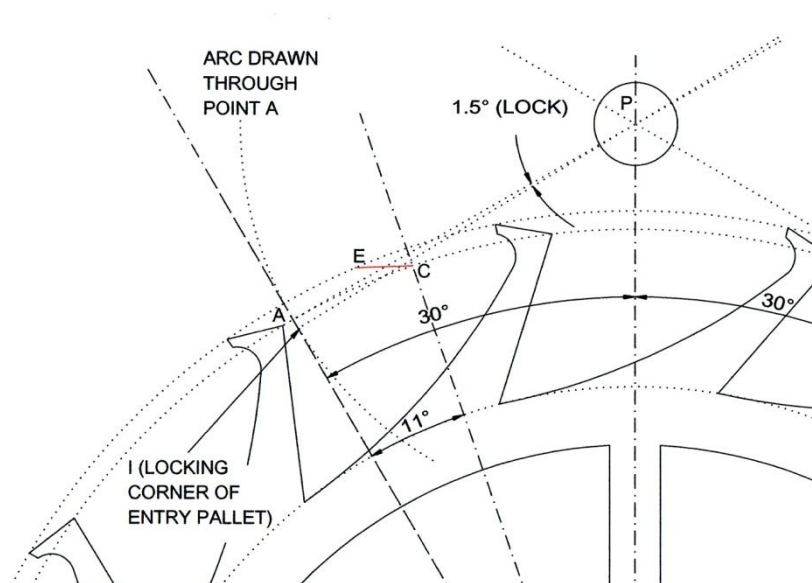 ARC DRAWN
THROUGH
POINT A
1.5° (LOCK)
P
E
C
A
30°
30°
11°
I (LOCKING
CORNER OF
ENTRY PALLET)